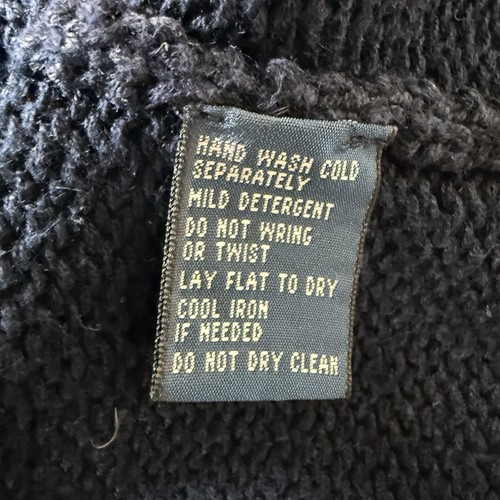 HAND WASH COLD
SEPARATELY
MILD DETERGENT
DO NOT WRING
OR TWIST
LAY FLAT TO DRY
COOL IRON
IF NEEDED
DO NOT DRY CLEAN